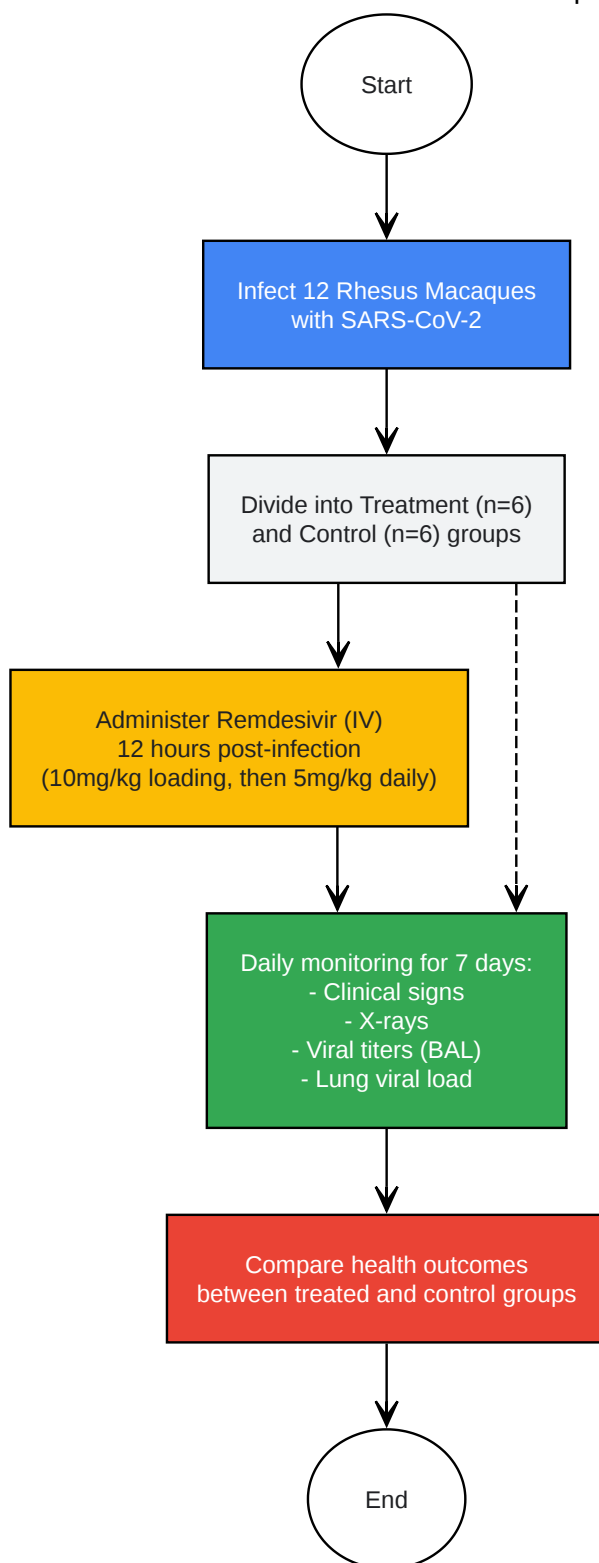 Start
Infect 12 Rhesus Macaques
with SARS-CoV-2
Divide into Treatment (n=6)
and Control (n=6) groups
Administer Remdesivir (IV)
12 hours post-infection
(10mg/kg loading, then 5mg/kg daily)
Daily monitoring for 7 days:
- Clinical signs
- X-rays
- Viral titers (BAL)
- Lung viral load
Compare health outcomes
between treated and control groups
End